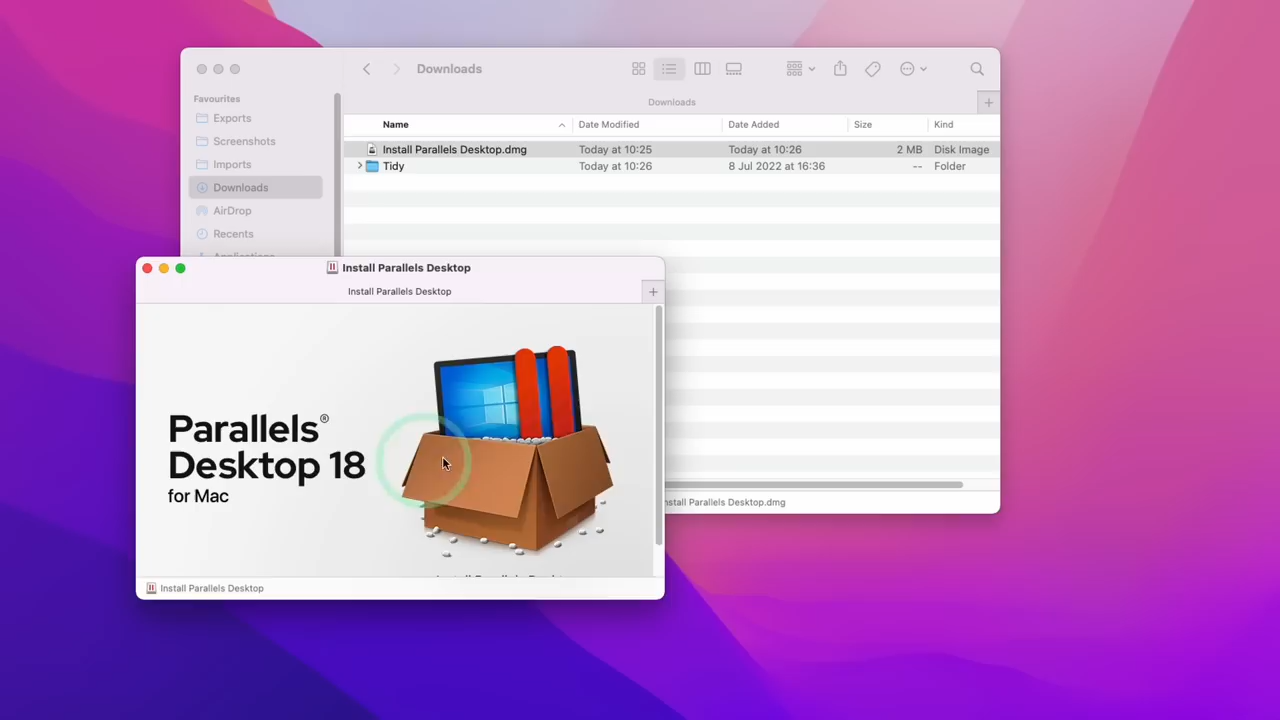 Downloads
Favourites
Exports
Screenshots
Imports
Downloads
AirDrop
Recents
Downloads
Name Date Modified Date Added Size Kind
Install Parallels Desktop.dmg Today at 10:25 Today at 10:26 2 MB Disk Image
Tidy Today at 10:26 8 Jul 2022 at 16:36 -- Folder
Install Parallels Desktop
Install Parallels Desktop
Parallels®
Desktop 18
for Mac
Install Parallels Desktop
Parallels Desktop.dmg